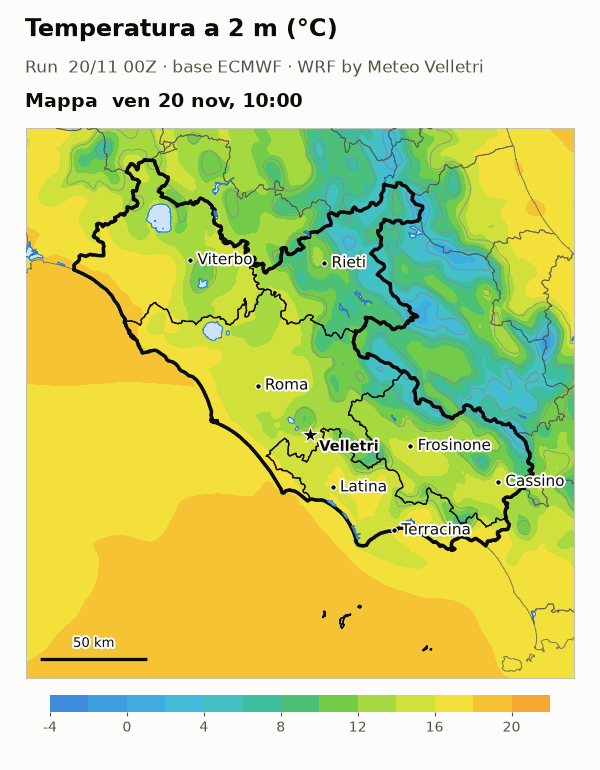 Temperatura a 2 m (°C)
Run  20/11 00Z · base ECMWF · WRF by Meteo Velletri
Mappa  ven 20 nov, 10:00
Viterbo
Rieti
Roma
Velletri
Frosinone
Latina
Cassino
Terracina
50 km
-4 0 4 8 12 16 20